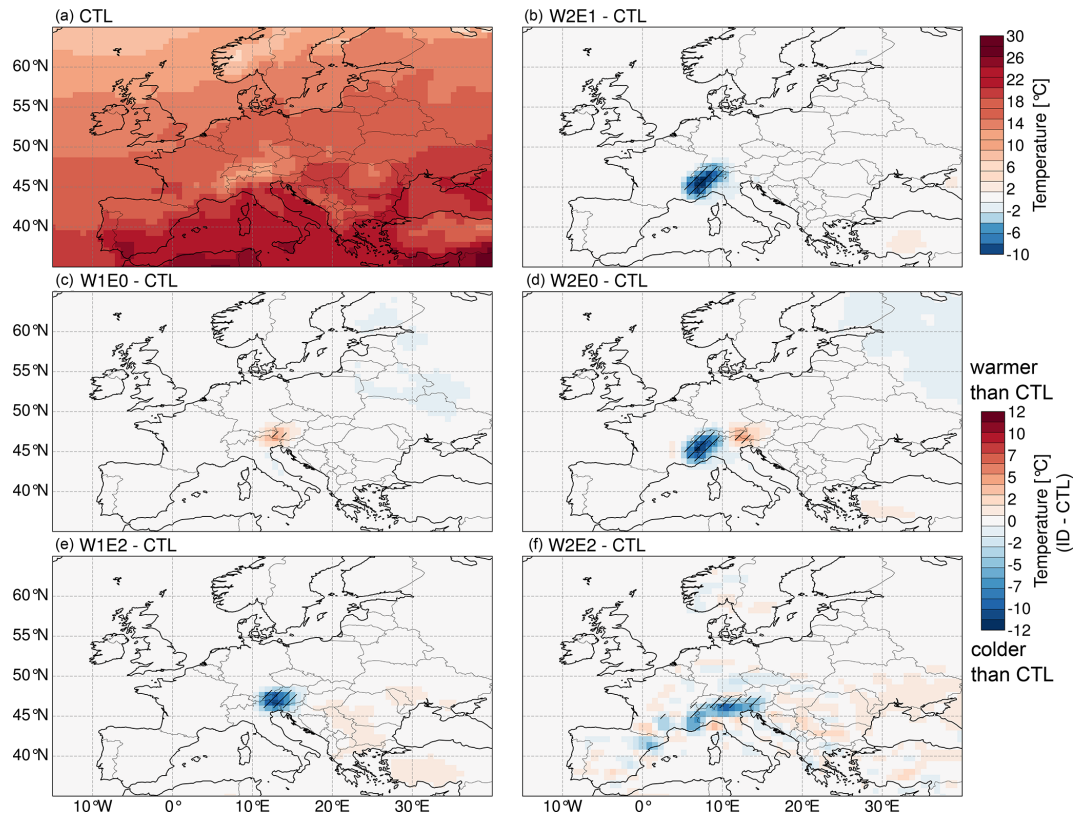 (a) CTL
(b) W2E1 - CTL
60°N
55°N
50°N
45°N
40°N
30
26
22
18
14
10
6
2
-2
-6
-10
Temperature [°C]
(c) W1E0 - CTL
(d) W2E0 - CTL
60°N
55°N
50°N
45°N
40°N
warmer
than CTL
12
10
7
5
2
0
-2
-5
-7
-10
-12
Temperature [°C]
(ID - CTL)
colder
than CTL
(e) W1E2 - CTL
(f) W2E2 - CTL
60°N
55°N
50°N
45°N
40°N
10°W 0° 10°E 20°E 30°E
10°W 0° 10°E 20°E 30°E